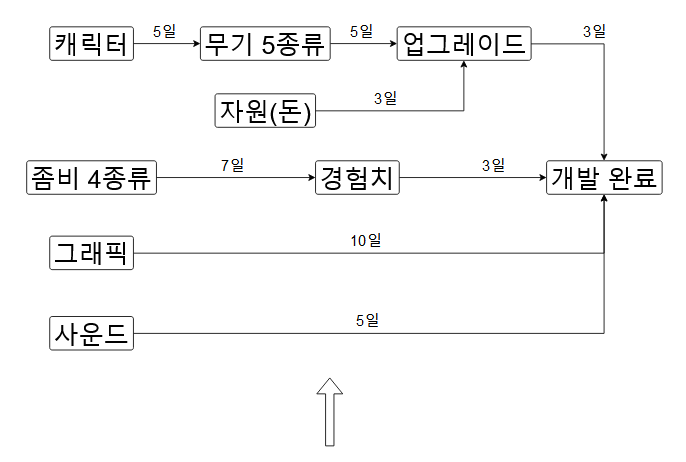 5일
5일
3일
캐릭터
무기 5종류
업그레이드
3일
자원(돈)
7일
3일
좀비 4종류
경험치
개발 완료
10일
그래픽
5일
사운드